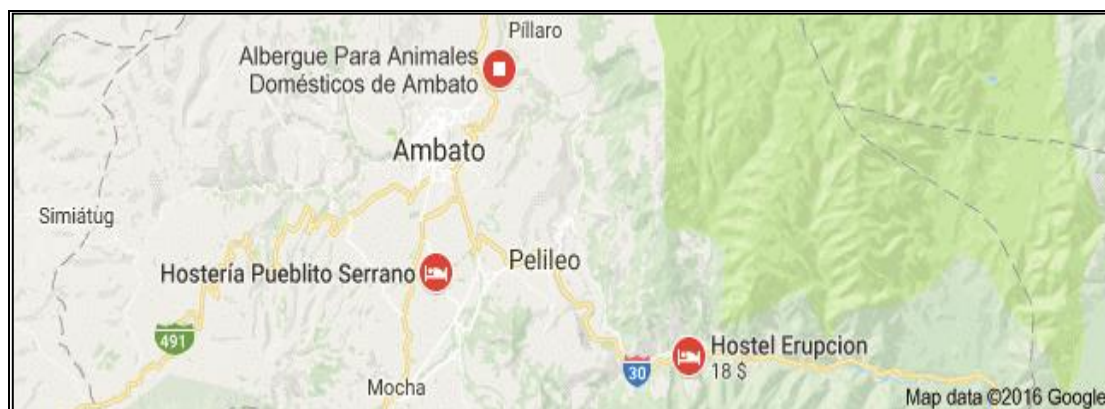 Píllaro
Albergue Para Animales
Domésticos de Ambato
Ambato
Simiátug
Pelileo
Hostería Pueblito Serrano
491
Hostel Erupcion
18 $
30
Mocha
Map data ©2016 Google